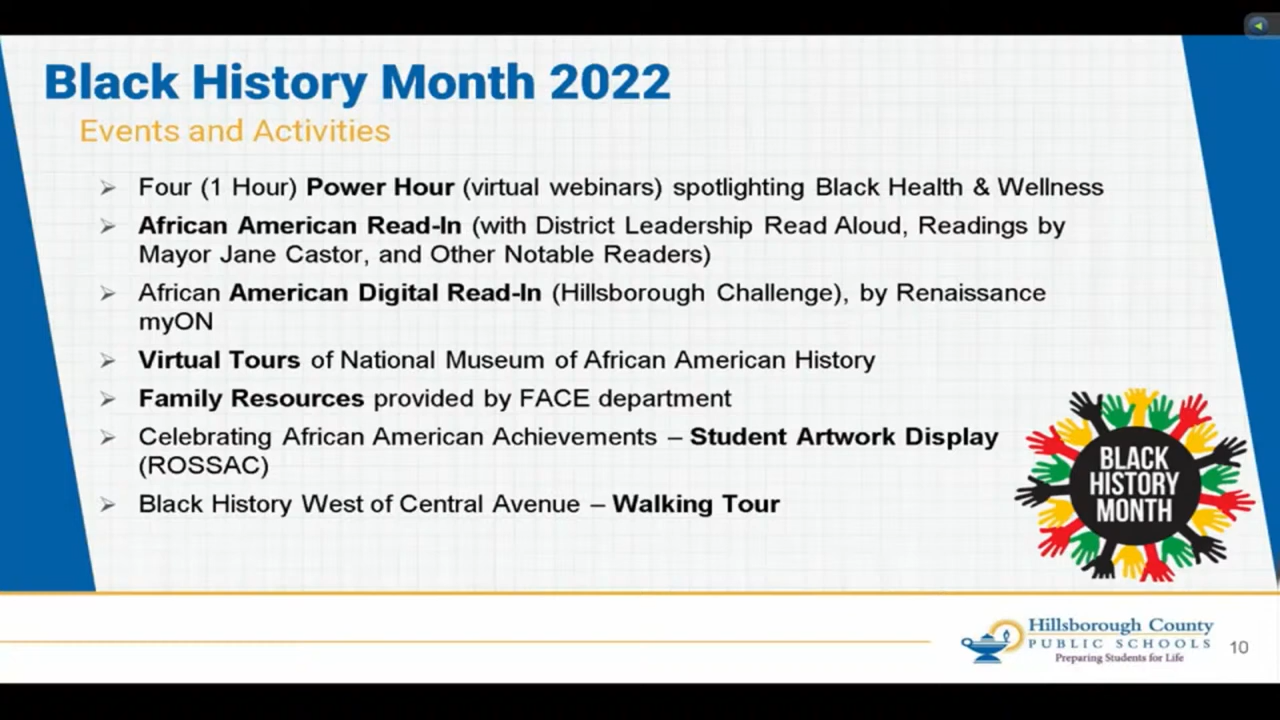 Black History Month 2022
Events and Activities
Four (1 Hour) Power Hour (virtual webinars) spotlighting Black Health & Wellness
African American Read-In (with District Leadership Read Aloud, Readings by
Mayor Jane Castor, and Other Notable Readers)
African American Digital Read-In (Hillsborough Challenge), by Renaissance
myON
Virtual Tours of National Museum of African American History
Family Resources provided by FACE department
Celebrating African American Achievements – Student Artwork Display
(ROSSAC)
Black History West of Central Avenue – Walking Tour
BLACK
HISTORY
MONTH
Hillsborough County
PUBLIC SCHOOLS
Preparing Students for Life
10